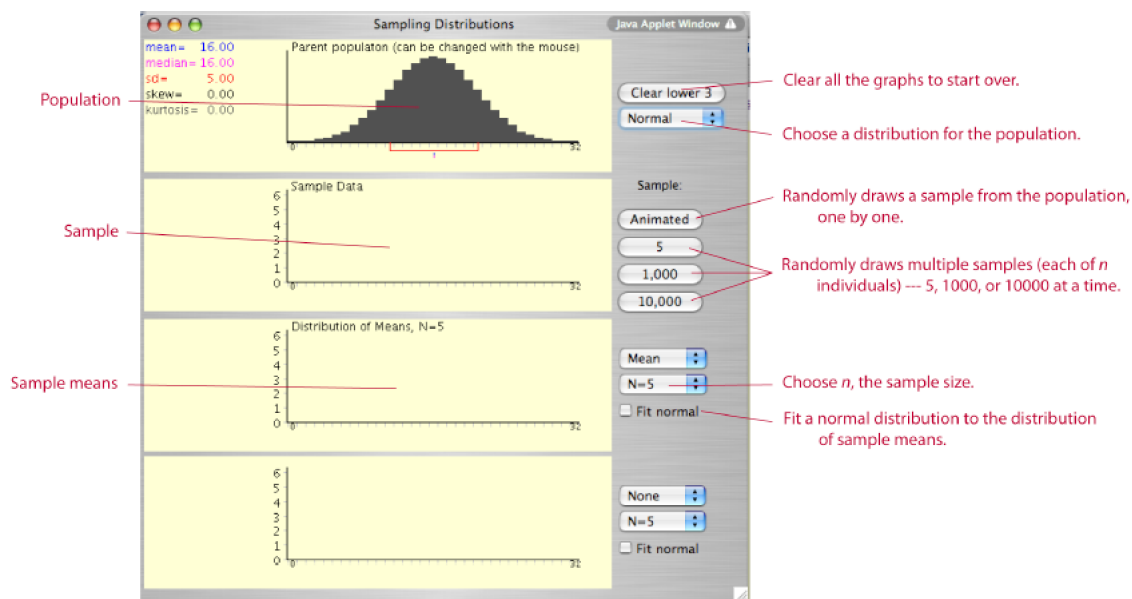 Sampling Distributions
Java Applet Window
mean= 16.00
median= 16.00
sd= 5.00
skew= 0.00
kurtosis= 0.00
Parent populaton (can be changed with the mouse)
0 32
Clear lower 3
Normal
Clear all the graphs to start over.
Choose a distribution for the population.
Population
Sample Data
6
5
4
3
2
1
0
0 32
Sample
Sample:
Animated
5
1,000
10,000
Randomly draws a sample from the population,
one by one.
Randomly draws multiple samples (each of n
individuals) --- 5, 1000, or 10000 at a time.
Distribution of Means, N=5
6
5
4
3
2
1
0
0 32
Sample means
Mean
N=5
Fit normal
Choose n, the sample size.
Fit a normal distribution to the distribution
of sample means.
6
5
4
3
2
1
0
0 32
None
N=5
Fit normal